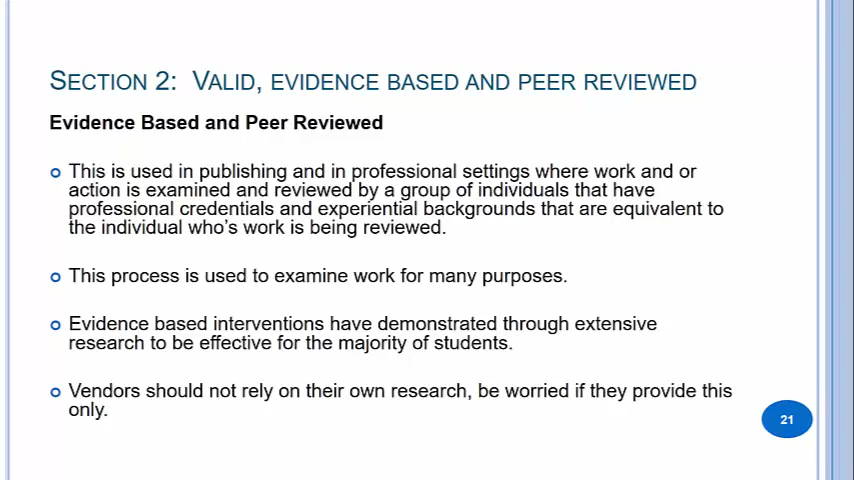 SECTION 2: VALID, EVIDENCE BASED AND PEER REVIEWED
Evidence Based and Peer Reviewed
This is used in publishing and in professional settings where work and or
action is examined and reviewed by a group of individuals that have
professional credentials and experiential backgrounds that are equivalent to
the individual who's work is being reviewed.
This process is used to examine work for many purposes.
Evidence based interventions have demonstrated through extensive
research to be effective for the majority of students.
Vendors should not rely on their own research, be worried if they provide this
only.
21